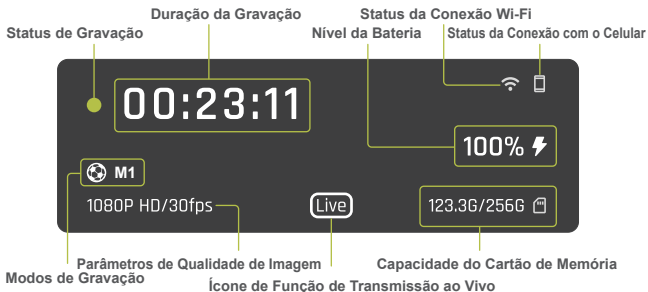 Duração da Gravação
Status da Conexão Wi-Fi
Status de Gravação
Nível da Bateria
Status da Conexão com o Celular
00:23:11
100%
M1
1080P HD/30fps
Live
123.3G/256G
Parâmetros de Qualidade de Imagem
Capacidade do Cartão de Memória
Modos de Gravação
Ícone de Função de Transmissão ao Vivo